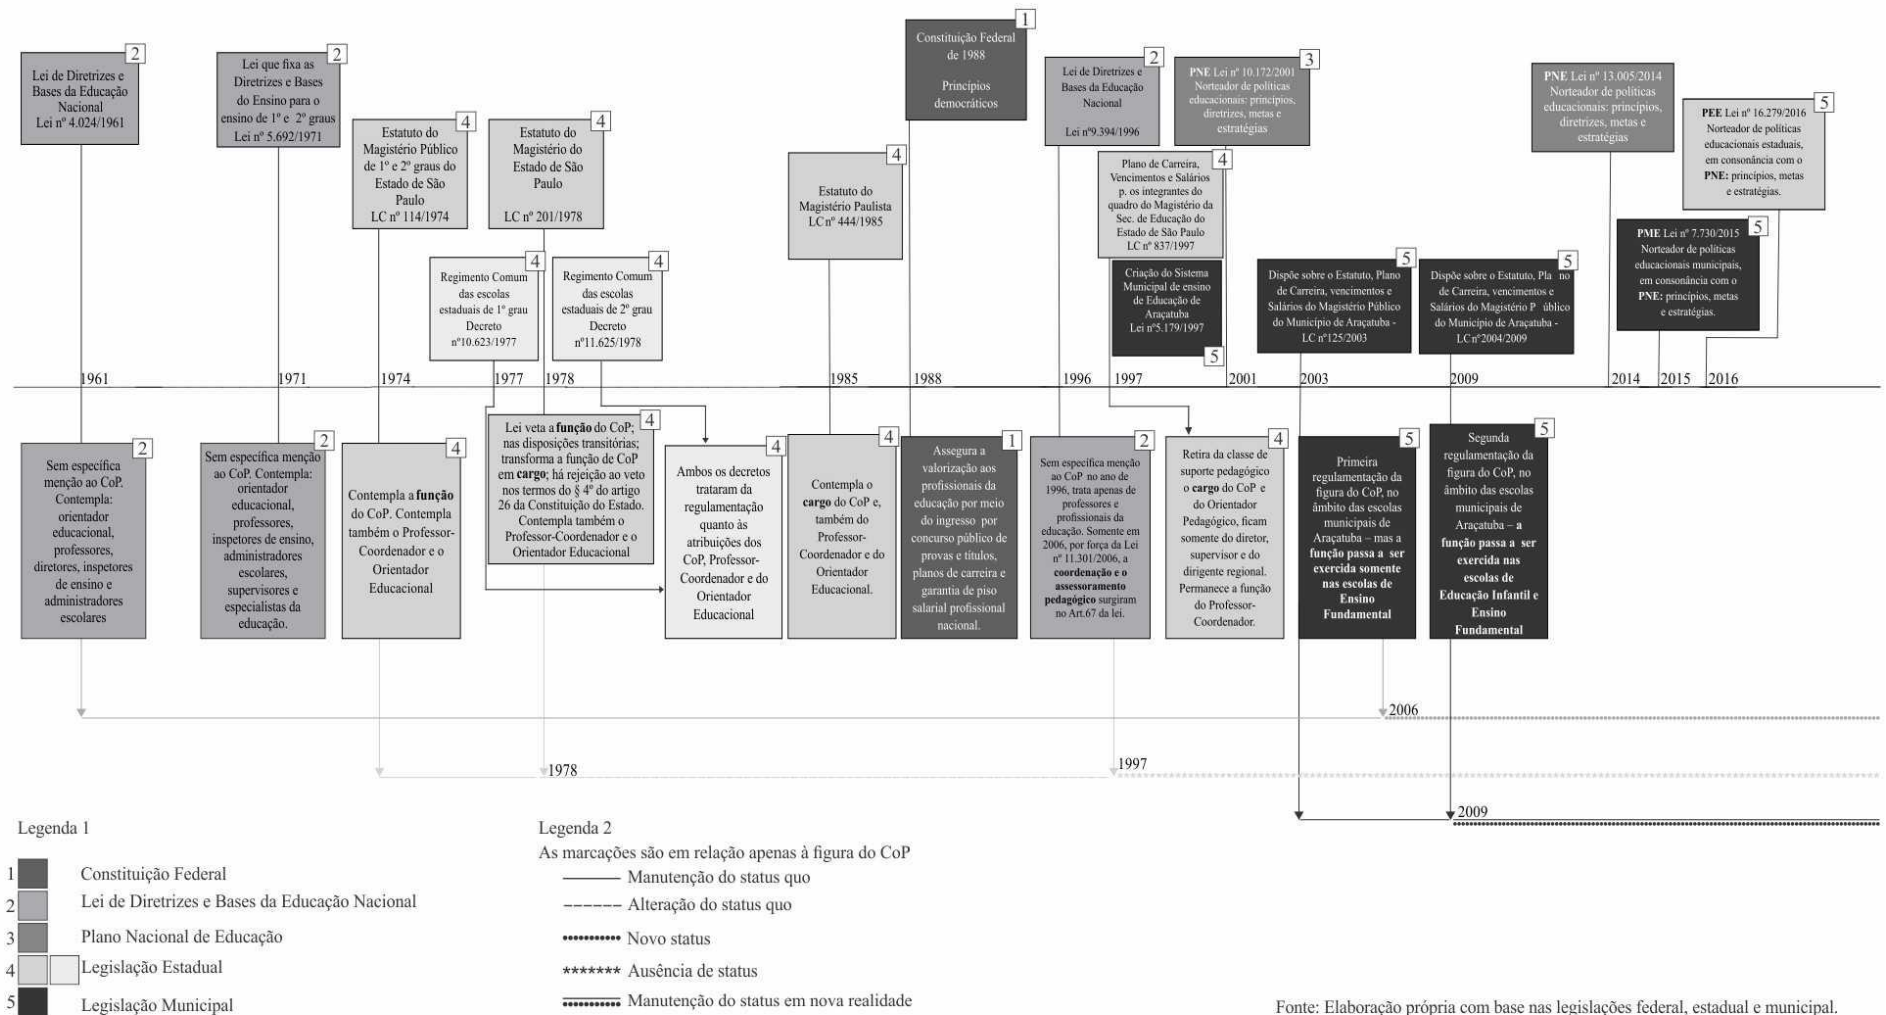 2
Lei de Diretrizes e
Bases da Educação
Nacional
Lei nº 4.024/1961
2
Lei que fixa as
Diretrizes e Bases
do Ensino para o
ensino de 1º e 2º graus
Lei nº 5.692/1971
4
Estatuto do
Magistério Público
de 1º e 2º graus do
Estado de São
Paulo
LC nº 114/1974
4
Estatuto do
Magistério do
Estado de São
Paulo
LC nº 201/1978
4
Regimento Comum
das escolas
estaduais de 1º grau
Decreto
nº10.623/1977
4
Regimento Comum
das escolas
estaduais de 2º grau
Decreto
nº11.625/1978
4
Estatuto do
Magistério Paulista
LC nº 444/1985
1
Constituição Federal
de 1988
Princípios
democráticos
2
Lei de Diretrizes e
Bases da Educação
Nacional
Lei nº9.394/1996
4
Plano de Carreira,
Vencimentos e Salários
p. os integrantes do
quadro do Magistério da
Sec. de Educação do
Estado de São Paulo
LC nº 837/1997
Criação do Sistema
Municipal de ensino
de Educação de
Araçatuba
Lei nº5.179/1997
5
3
PNE Lei nº 10.172/2001
Norteador de políticas
educacionais: princípios,
diretrizes, metas e
estratégias
5
Dispõe sobre o Estatuto, Plano
de Carreira, vencimentos e
Salários do Magistério Público
do Município de Araçatuba -
LC nº125/2003
5
Dispõe sobre o Estatuto, Pla no
de Carreira, vencimentos e
Salários do Magistério P úblico
do Município de Araçatuba -
LC nº2004/2009
PNE Lei nº 13.005/2014
Norteador de políticas
educacionais: princípios,
diretrizes, metas e
estratégias
5
PME Lei nº 7.730/2015
Norteador de políticas
educacionais municipais,
em consonância com o
PNE: princípios, metas
e estratégias.
5
PEE Lei nº 16.279/2016
Norteador de políticas
educacionais estaduais,
em consonância com o
PNE: princípios, metas
e estratégias.
1961 1971 1974 1977 1978 1985 1988 1996 1997 2001 2003 2009 2014 2015 2016
2
Sem específica
menção ao CoP.
Contempla:
orientador
educacional,
professores,
diretores, inspetores
de ensino e
administradores
escolares
2
Sem específica menção
ao CoP. Contempla:
orientador
educacional,
professores,
inspetores de ensino,
administradores
escolares,
supervisores e
especialistas da
educação.
4
Contempla a função
do CoP. Contempla
também o Professor-
Coordenador e o
Orientador
Educacional
4
Lei veta a função do CoP;
nas disposições transitórias;
transforma a função de CoP
em cargo; há rejeição ao veto
nos termos do § 4º do artigo
26 da Constituição do Estado.
Contempla também o
Professor-Coordenador e o
Orientador Educacional
4
Ambos os decretos
trataram da
regulamentação
quanto às
atribuições dos
CoP, Professor-
Coordenador e do
Orientador
Educacional
4
Contempla o
cargo do CoP e,
também do
Professor-
Coordenador e do
Orientador
Educacional.
1
Assegura a
valorização aos
profissionais da
educação por meio
do ingresso por
concurso público de
provas e títulos,
planos de carreira e
garantia de piso
salarial profissional
nacional.
2
Sem específica menção
ao CoP no ano de
1996, trata apenas de
professores e
profissionais da
educação. Somente em
2006, por força da Lei
nº 11.301/2006, a
coordenação e o
assessoramento
pedagógico surgiram
no Art.67 da lei.
4
Retira da classe de
suporte pedagógico
o cargo do CoP e
do Orientador
Pedagógico, ficam
somente do diretor,
supervisor e do
dirigente regional.
Permanece a função
do Professor-
Coordenador.
5
Primeira
regulamentação da
figura do CoP, no
âmbito das escolas
municipais de
Araçatuba – mas a
função passa a ser
exercida somente
nas escolas de
Ensino
Fundamental
5
Segunda
regulamentação da
figura do CoP, no
âmbito das escolas
municipais de
Araçatuba – a
função passa a ser
exercida nas
escolas de
Educação Infantil e
Ensino
Fundamental
2006
1978
1997
2009
Legenda 1
1 Constituição Federal
2 Lei de Diretrizes e Bases da Educação Nacional
3 Plano Nacional de Educação
4 Legislação Estadual
5 Legislação Municipal
Legenda 2
As marcações são em relação apenas à figura do CoP
Manutenção do status quo
Alteração do status quo
Novo status
Ausência de status
Manutenção do status em nova realidade
Fonte: Elaboração própria com base nas legislações federal, estadual e municipal.